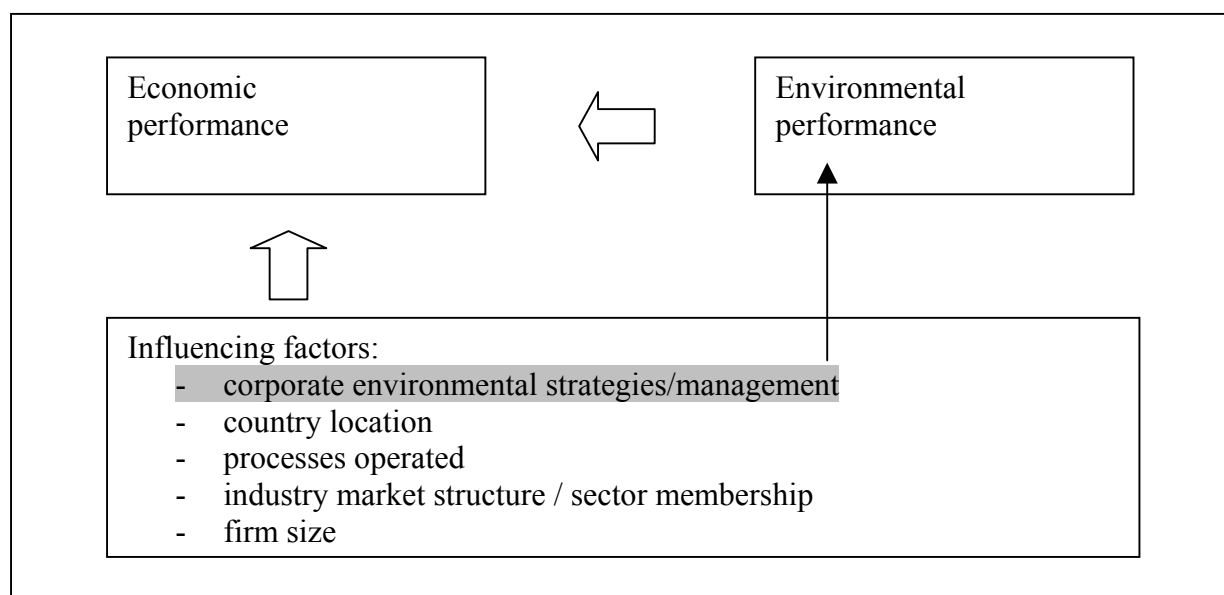 Economic
performance
Environmental
performance
Influencing factors:
- corporate environmental strategies/management
- country location
- processes operated
- industry market structure / sector membership
- firm size